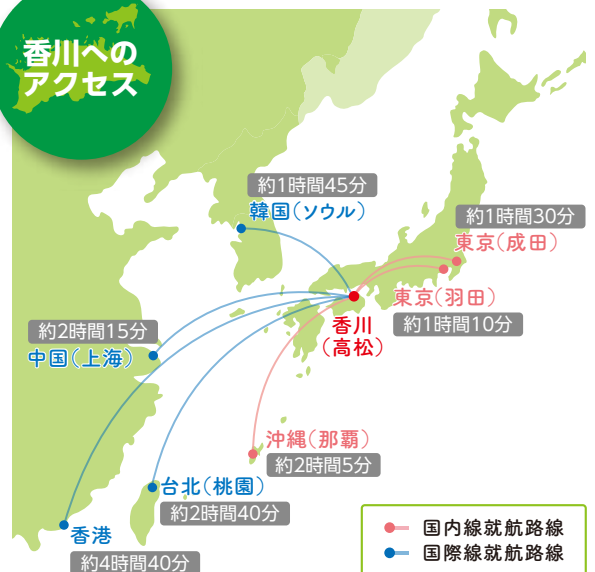 香川への
アクセス
約1時間45分
韓国(ソウル)
約1時間30分
東京(成田)
東京(羽田)
約1時間10分
香川
(高松)
約2時間15分
中国(上海)
沖縄(那覇)
約2時間5分
台北(桃園)
約2時間40分
香港
約4時間40分
国内線就航路線
国際線就航路線